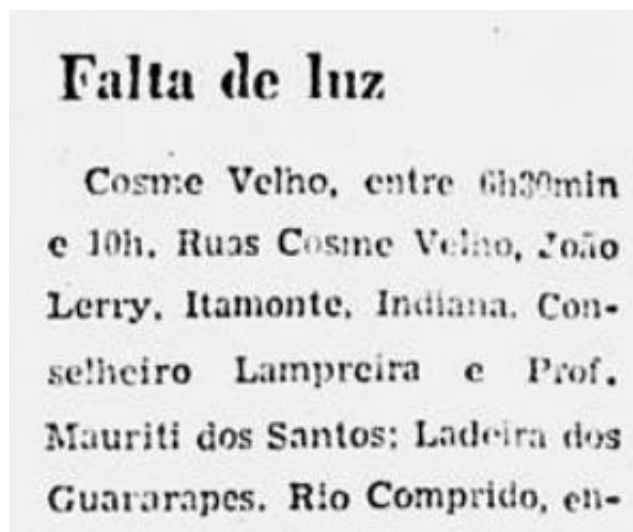 Falta de luz
Cosme Velho, entre 6h30min
e 10h. Ruas Cosme Velho, João
Lerry, Itamonte, Indiana, Con-
selheiro Lampreira e Prof.
Mauriti dos Santos; Ladeira dos
Guararapes. Rio Comprido, en-